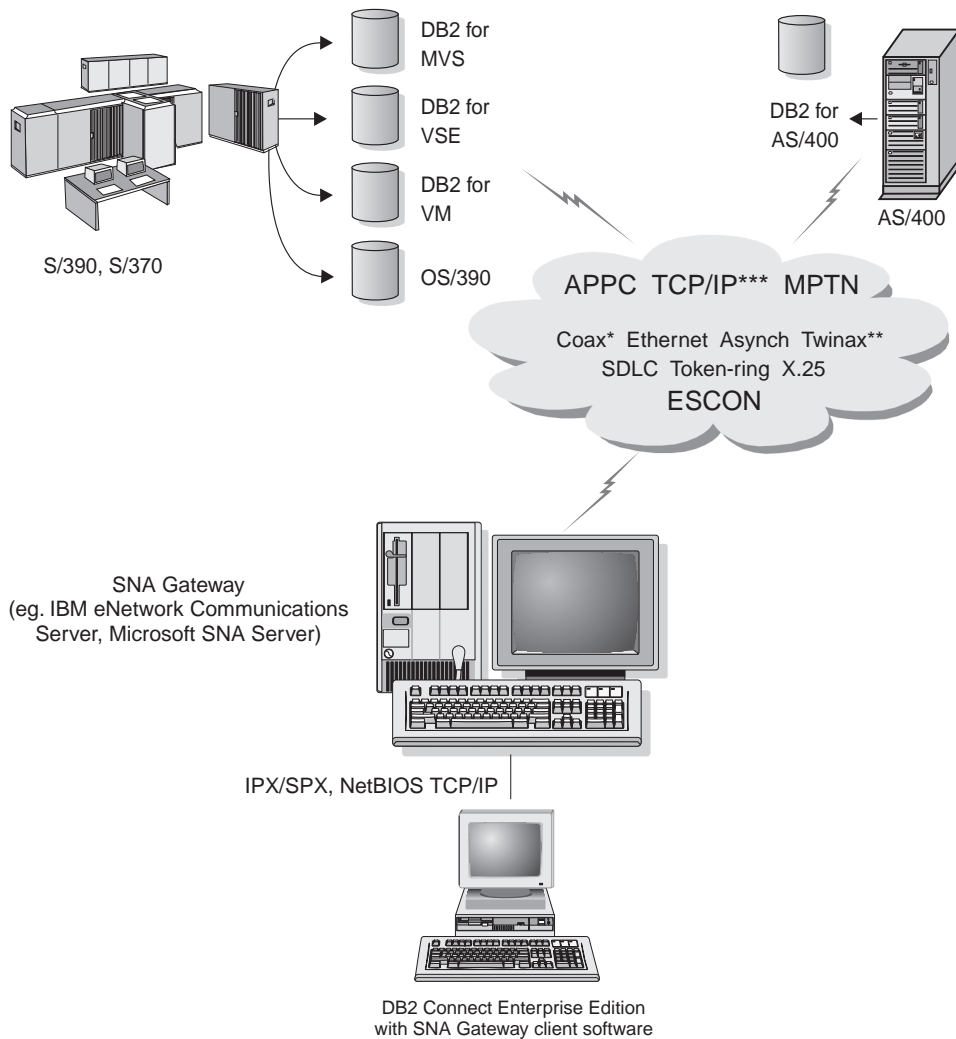 DB2 for
MVS
DB2 for
VSE
DB2 for
VM
OS/390
S/390, S/370
DB2 for
AS/400
AS/400
APPC TCP/IP*** MPTN
Coax* Ethernet Asynch Twinax**
SDLC Token-ring X.25
ESCON
SNA Gateway
(eg. IBM eNetwork Communications
Server, Microsoft SNA Server)
IPX/SPX, NetBIOS TCP/IP
DB2 Connect Enterprise Edition
with SNA Gateway client software